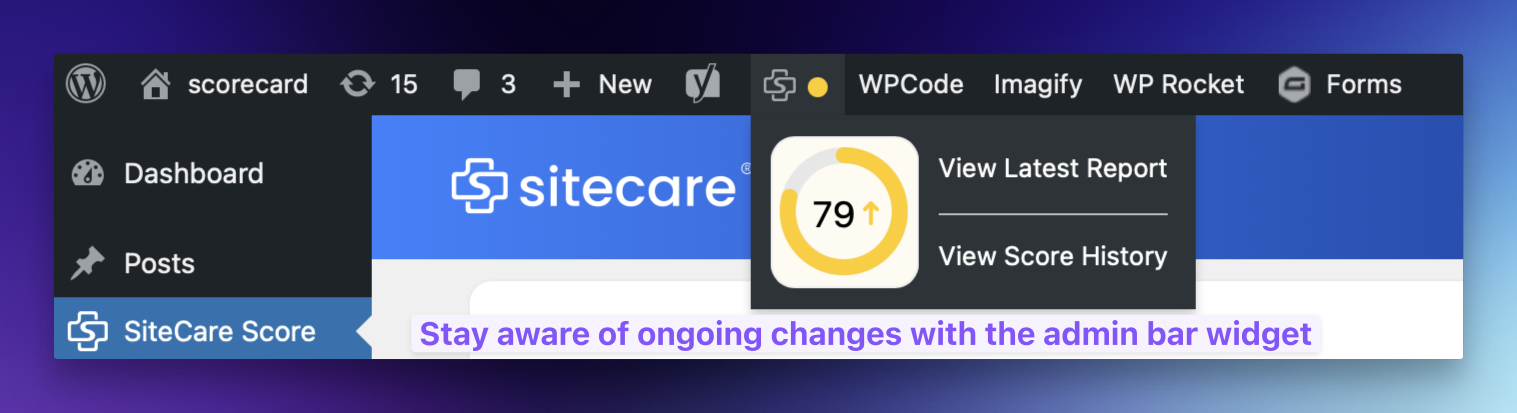 scorecard 15 3 New WPCode Imagify WP Rocket Forms
Dashboard
sitecare®
79
View Latest Report
View Score History
Posts
SiteCare Score
Stay aware of ongoing changes with the admin bar widget